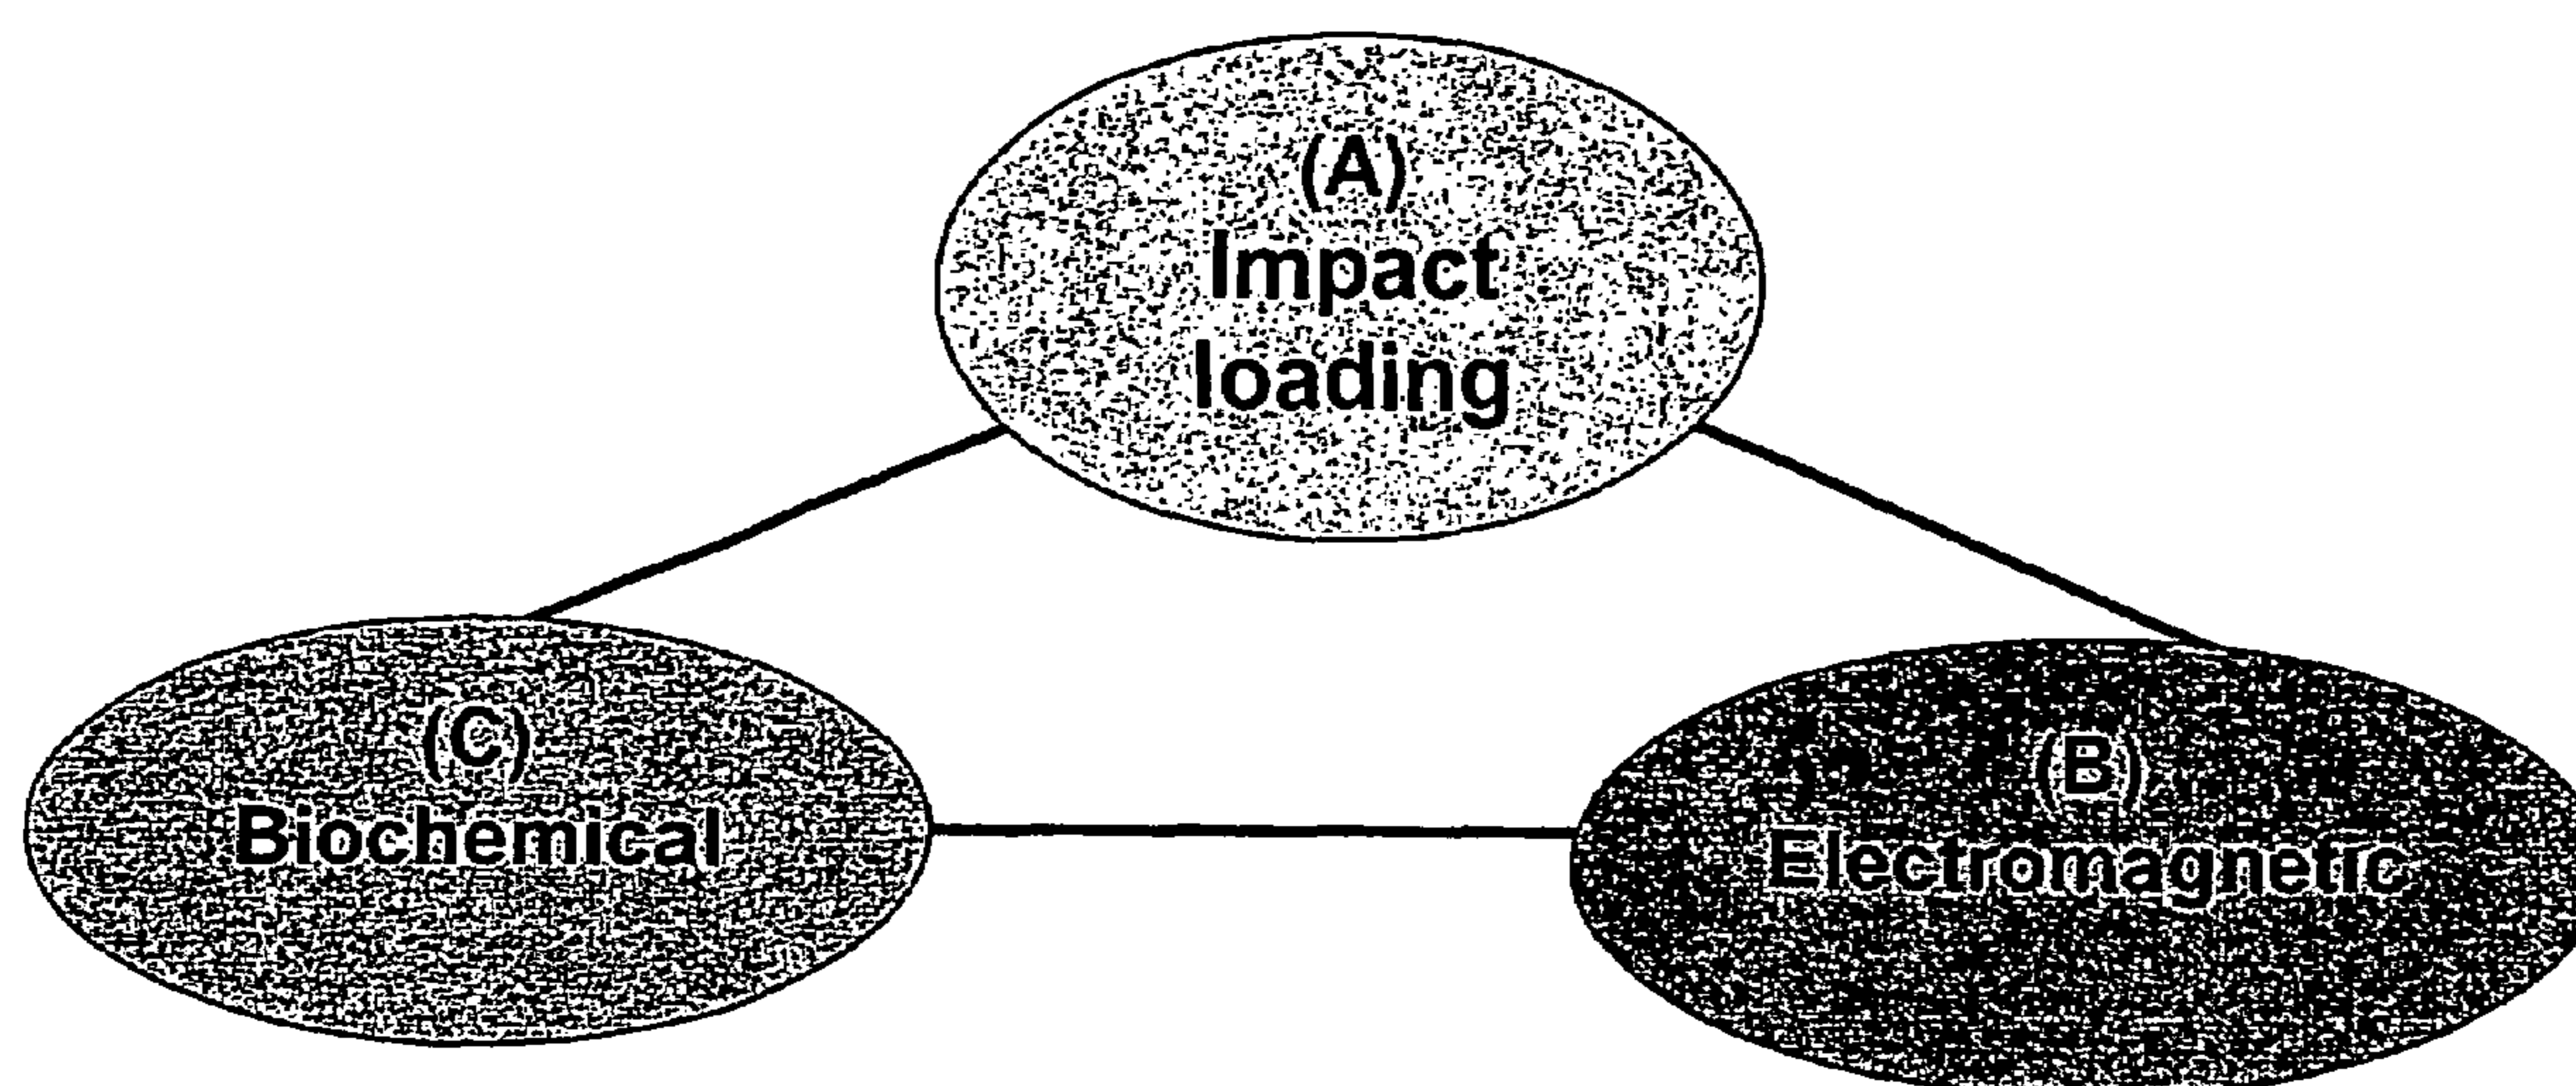 (A)
Impact
loading
(C)
Biochemical
(B)
Electromagnetic